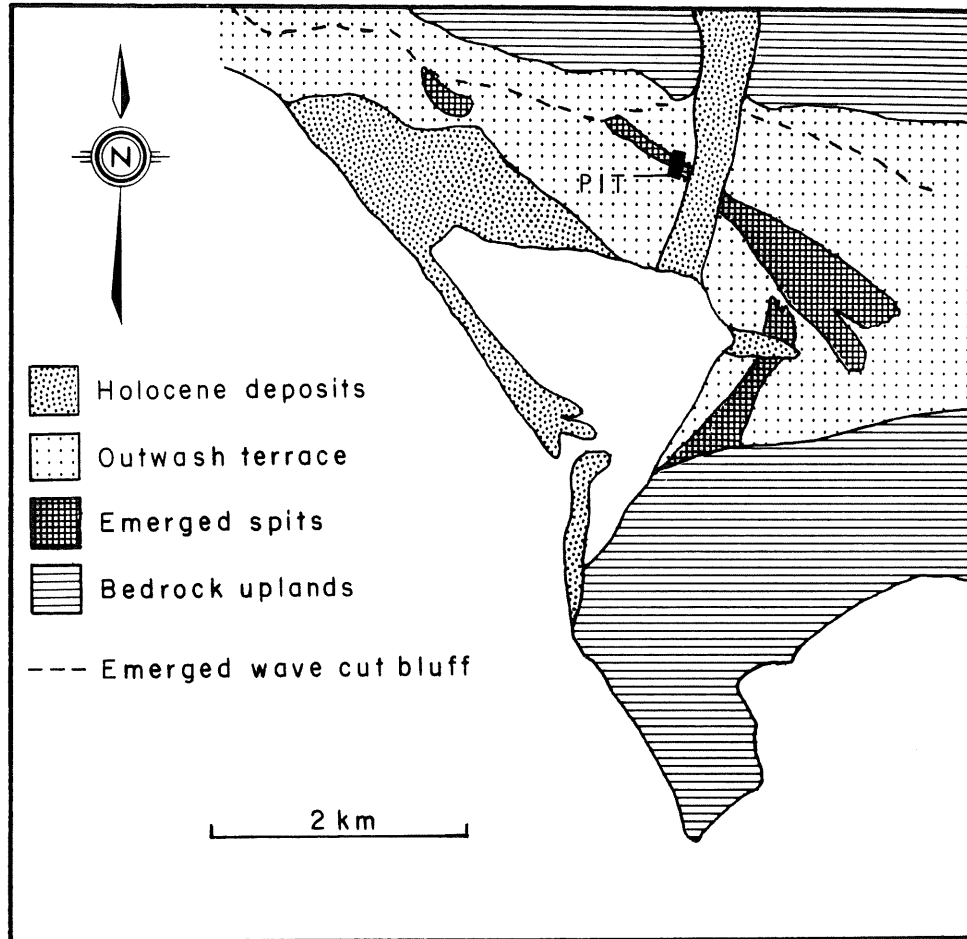 N
PIT
Holocene deposits
Outwash terrace
Emerged spits
Bedrock uplands
Emerged wave cut bluff
2 km